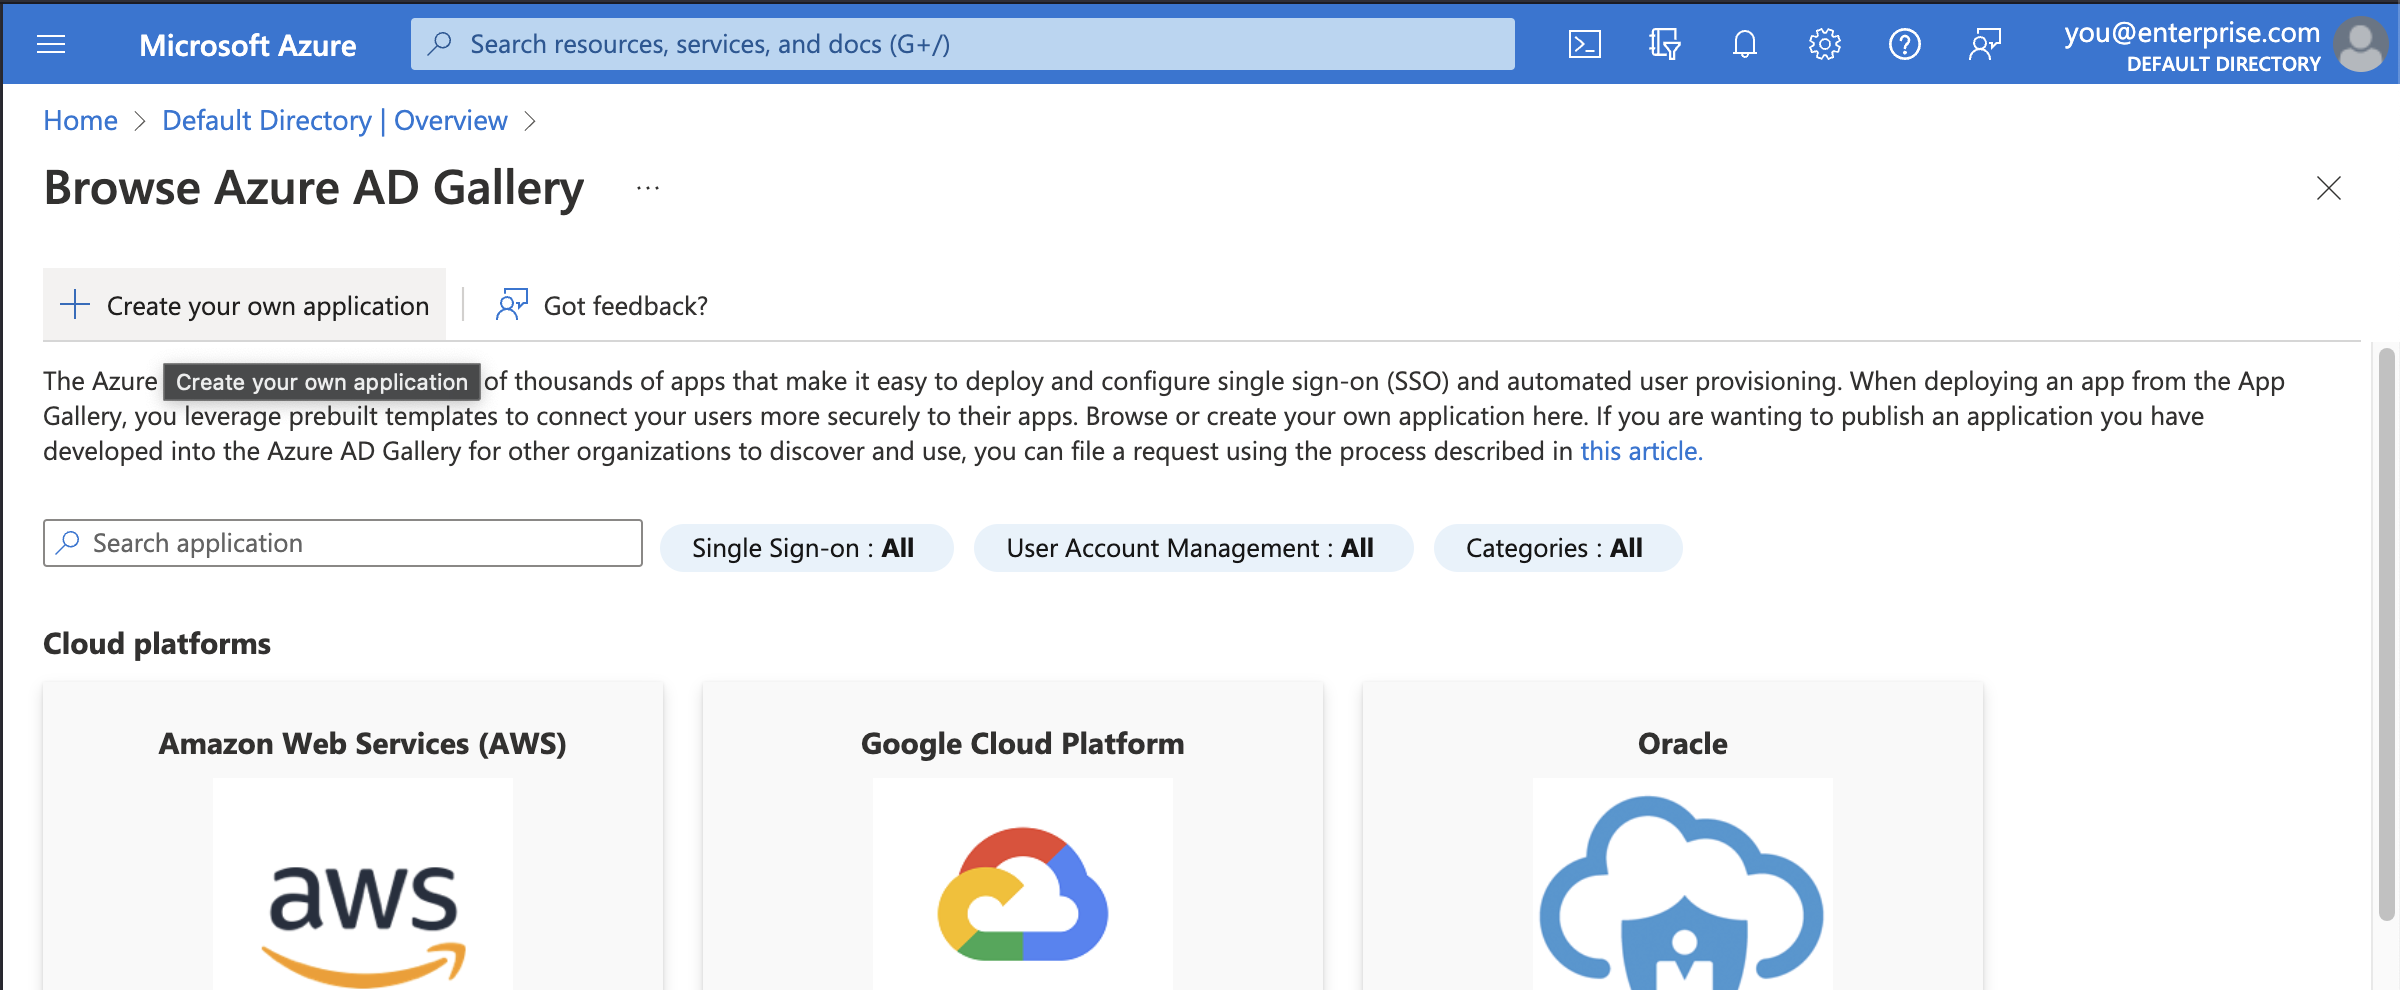 Microsoft Azure
Search resources, services, and docs (G+/)
you@enterprise.com
DEFAULT DIRECTORY
Home > Default Directory | Overview >
Browse Azure AD Gallery ...
Create your own application
Got feedback?
The Azure Create your own application of thousands of apps that make it easy to deploy and configure single sign-on (SSO) and automated user provisioning. When deploying an app from the App
Gallery, you leverage prebuilt templates to connect your users more securely to their apps. Browse or create your own application here. If you are wanting to publish an application you have
developed into the Azure AD Gallery for other organizations to discover and use, you can file a request using the process described in this article.
Search application
Single Sign-on : All
User Account Management : All
Categories : All
Cloud platforms
Amazon Web Services (AWS)
Google Cloud Platform
Oracle
aws